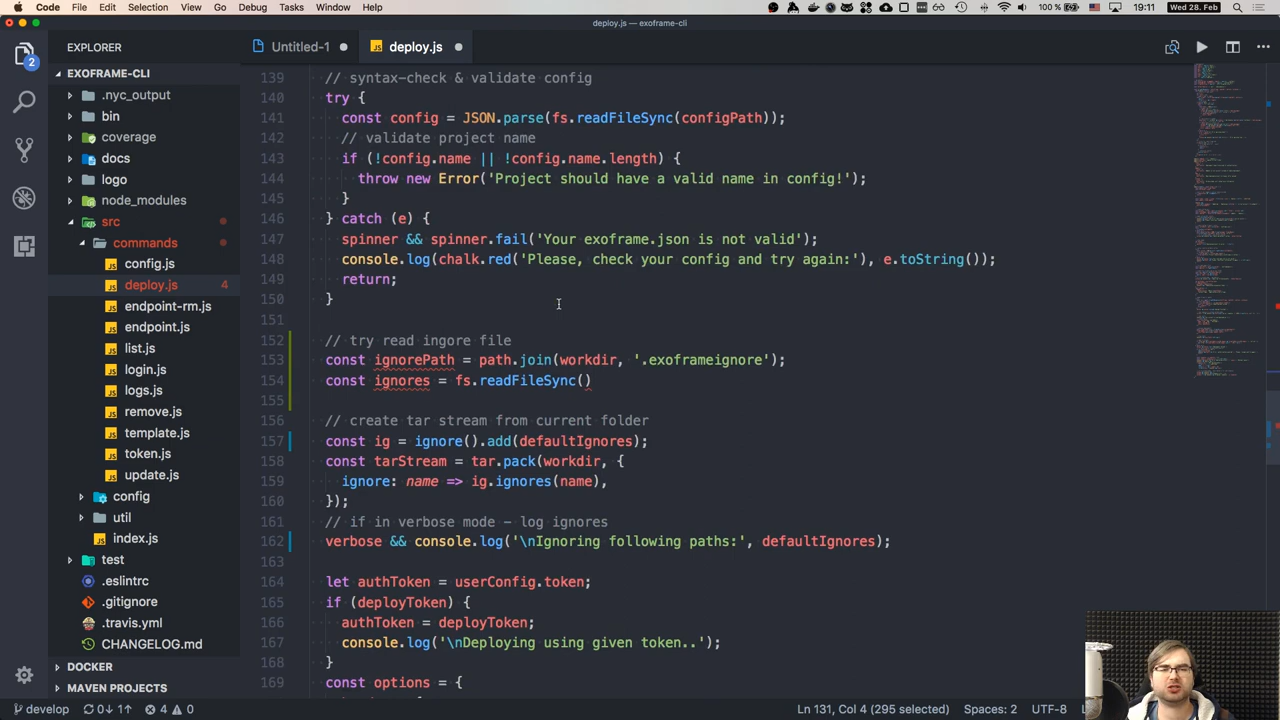 Code File Edit Selection View Go Debug Tasks Window Help 100% 19:11 Wed 28. Feb
deploy.js — exoframe-cli
EXPLORER
Untitled-1
deploy.js
EXOFRAME-CLI
.nyc_output
bin
coverage
docs
logo
node_modules
src
commands
config.js
deploy.js 4
endpoint-rm.js
endpoint.js
list.js
login.js
logs.js
remove.js
template.js
token.js
update.js
config
util
index.js
test
.eslintrc
.gitignore
.travis.yml
CHANGELOG.md
DOCKER
MAVEN PROJECTS
2
139 // syntax-check & validate config
140 try {
141 const config = JSON.parse(fs.readFileSync(configPath));
142 // validate project name
143 if (!config.name || !config.name.length) {
144 throw new Error('Project should have a valid name in config!');
145 }
146 } catch (e) {
147 spinner && spinner.fail('Your exoframe.json is not valid');
148 console.log(chalk.red('Please, check your config and try again:'), e.toString());
149 return;
150 }
151
152 // try read ingore file
153 const ignorePath = path.join(workdir, '.exoframeignore');
154 const ignores = fs.readFileSync()
155
156 // create tar stream from current folder
157 const ig = ignore().add(defaultIgnores);
158 const tarStream = tar.pack(workdir, {
159 ignore: name => ig.ignores(name),
160 });
161 // if in verbose mode - log ignores
162 verbose && console.log('\nIgnoring following paths:', defaultIgnores);
163
164 let authToken = userConfig.token;
165 if (deployToken) {
166 authToken = deployToken;
167 console.log('\nDeploying using given token..');
168 }
169 const options = {
develop 0↓ 1↑ 4 0
Ln 131, Col 4 (295 selected) Spaces: 2 UTF-8